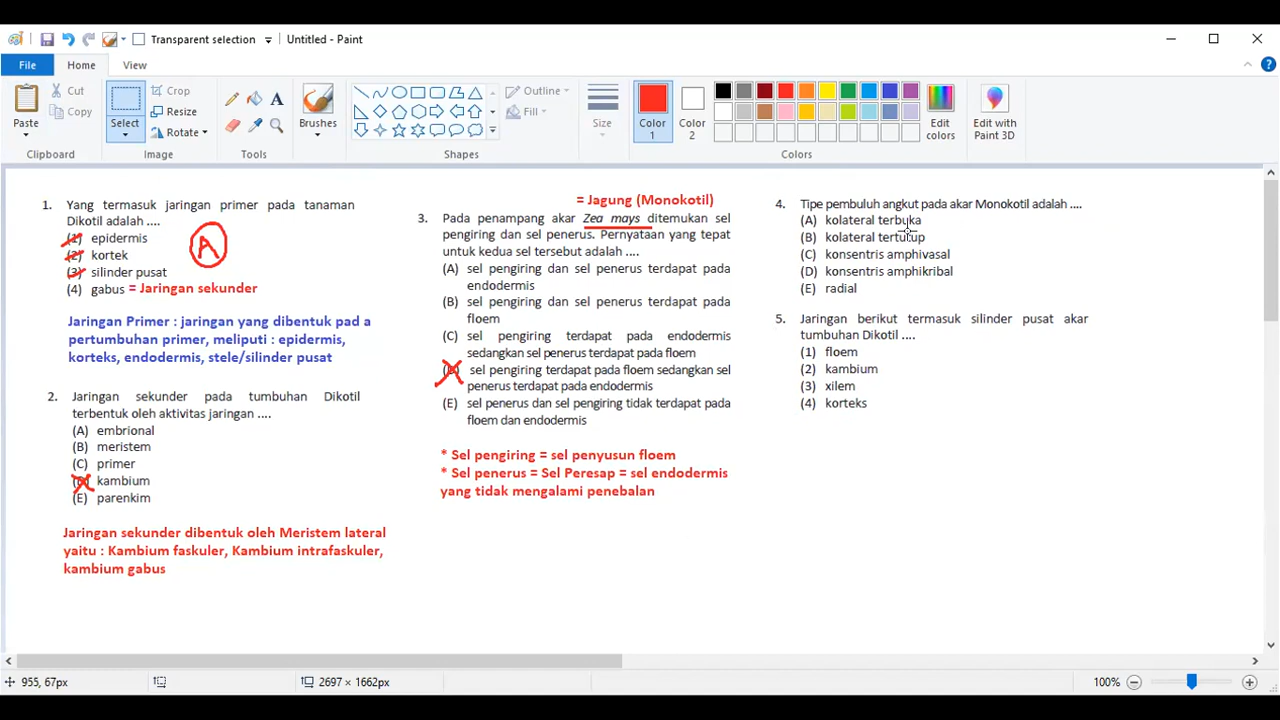 Transparent selection
Untitled - Paint
File
Home
View
Paste
Cut
Copy
Clipboard
Select
Crop
Resize
Rotate
Image
Tools
Brushes
Shapes
Outline
Fill
Size
Color 1
Color 2
Edit colors
Edit with Paint 3D
Colors
1. Yang termasuk jaringan primer pada tanaman
Dikotil adalah ....
(1) epidermis
(2) kortek
(3) silinder pusat
(4) gabus = Jaringan sekunder
A
Jaringan Primer : jaringan yang dibentuk pad a
pertumbuhan primer, meliputi : epidermis,
korteks, endodermis, stele/silinder pusat
2. Jaringan sekunder pada tumbuhan Dikotil
terbentuk oleh aktivitas jaringan ....
(A) embrional
(B) meristem
(C) primer
(D) kambium
(E) parenkim
Jaringan sekunder dibentuk oleh Meristem lateral
yaitu : Kambium faskuler, Kambium intrafaskuler,
kambium gabus
= Jagung (Monokotil)
3. Pada penampang akar Zea mays ditemukan sel
pengiring dan sel penerus. Pernyataan yang tepat
untuk kedua sel tersebut adalah ....
(A) sel pengiring dan sel penerus terdapat pada
endodermis
(B) sel pengiring dan sel penerus terdapat pada
floem
(C) sel pengiring terdapat pada endodermis
sedangkan sel penerus terdapat pada floem
(D) sel pengiring terdapat pada floem sedangkan sel
penerus terdapat pada endodermis
(E) sel penerus dan sel pengiring tidak terdapat pada
floem dan endodermis
* Sel pengiring = sel penyusun floem
* Sel penerus = Sel Peresap = sel endodermis
yang tidak mengalami penebalan
4. Tipe pembuluh angkut pada akar Monokotil adalah ....
(A) kolateral terbuka
(B) kolateral tertutup
(C) konsentris amphivasal
(D) konsentris amphikribal
(E) radial
5. Jaringan berikut termasuk silinder pusat akar
tumbuhan Dikotil ....
(1) floem
(2) kambium
(3) xilem
(4) korteks
955, 67px
2697 × 1662px
100%